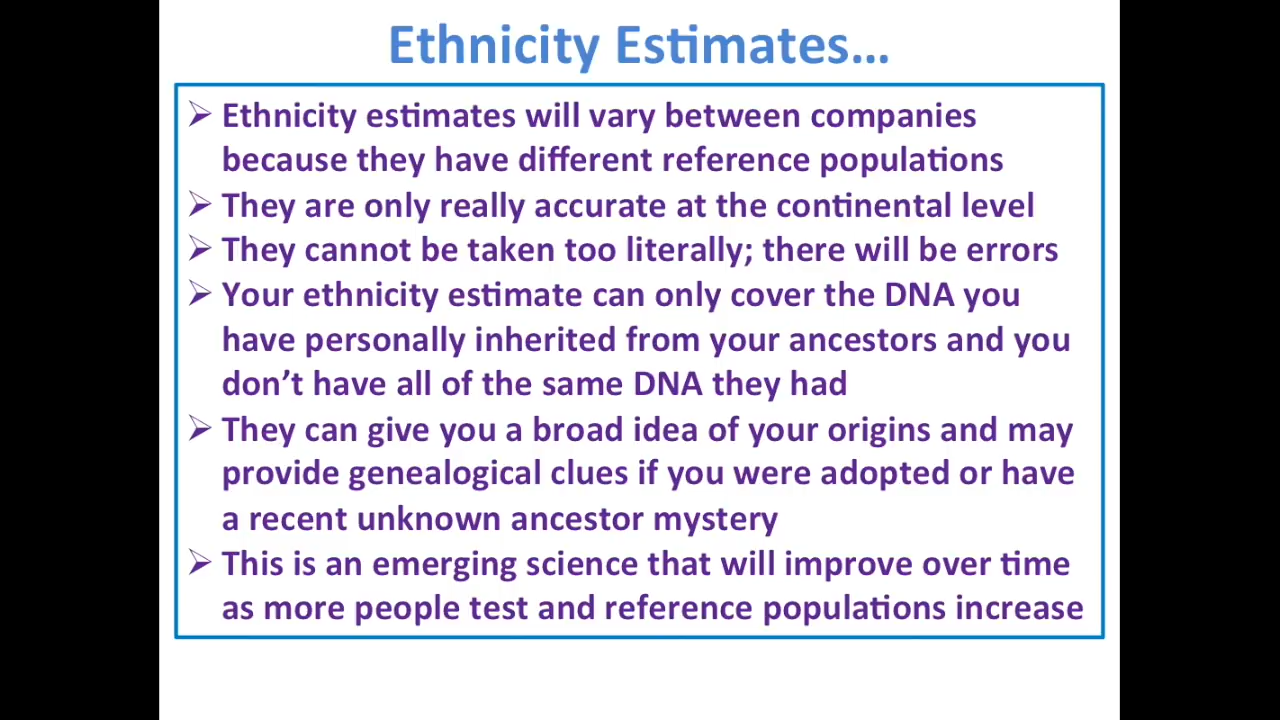 Ethnicity Estimates...
➢ Ethnicity estimates will vary between companies
because they have different reference populations
➢ They are only really accurate at the continental level
➢ They cannot be taken too literally; there will be errors
➢ Your ethnicity estimate can only cover the DNA you
have personally inherited from your ancestors and you
don’t have all of the same DNA they had
➢ They can give you a broad idea of your origins and may
provide genealogical clues if you were adopted or have
a recent unknown ancestor mystery
➢ This is an emerging science that will improve over time
as more people test and reference populations increase